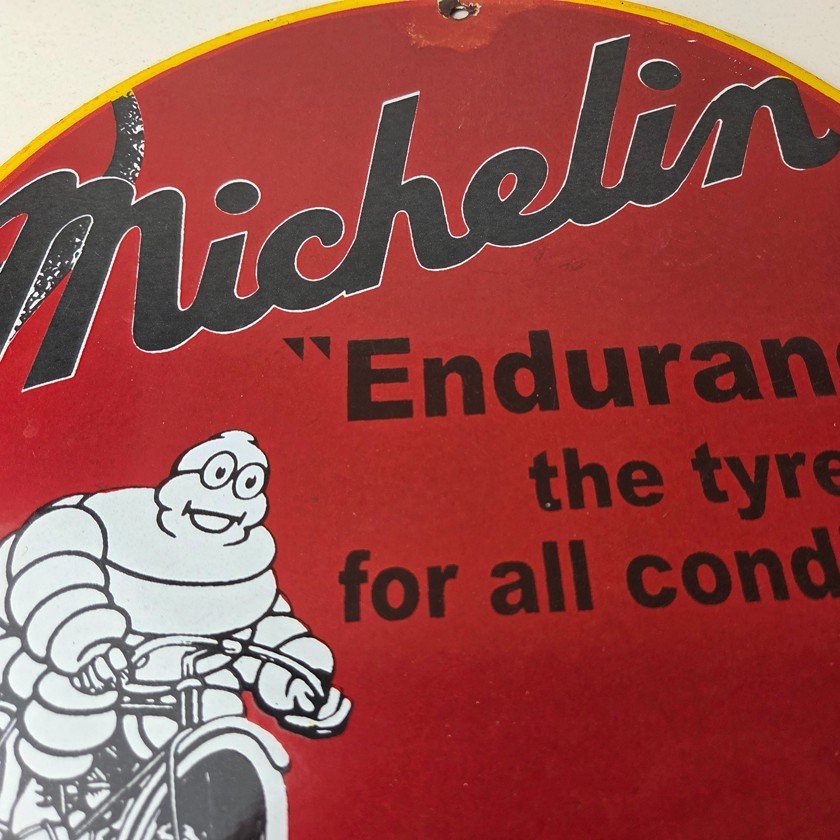 Michelin
"Enduranc
the tyre
for all cond